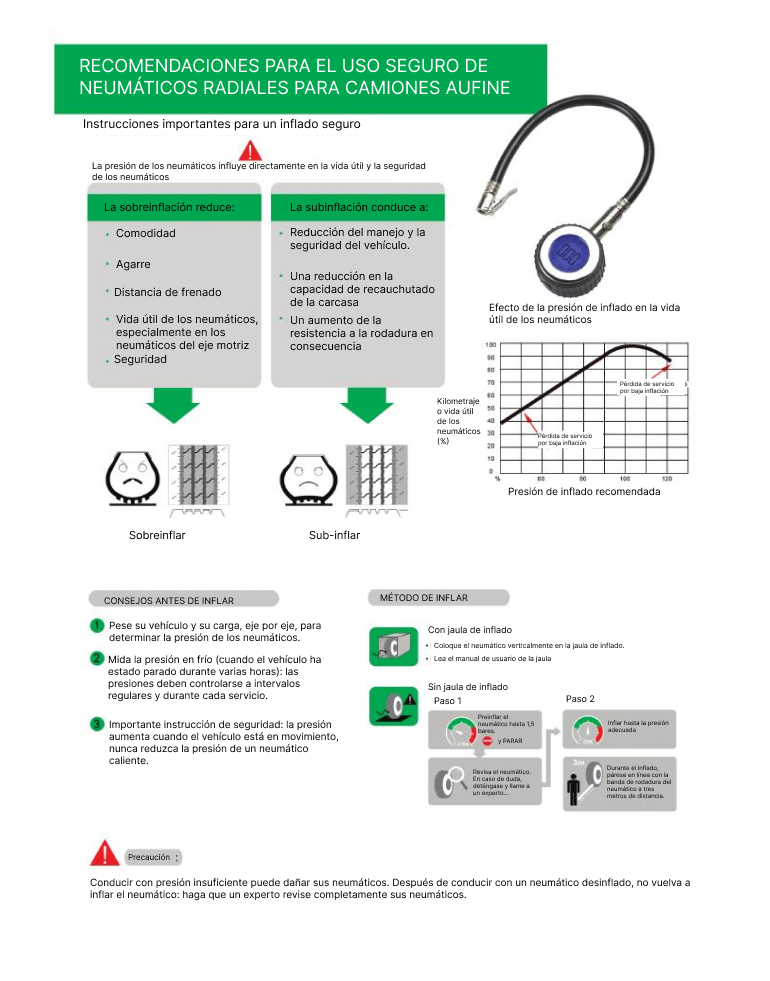 RECOMENDACIONES PARA EL USO SEGURO DE
NEUMÁTICOS RADIALES PARA CAMIONES AUFINE
Instrucciones importantes para un inflado seguro
La presión de los neumáticos influye directamente en la vida útil y la seguridad
de los neumáticos
La sobreinflación reduce:
• Comodidad
• Agarre
• Distancia de frenado
• Vida útil de los neumáticos,
especialmente en los
neumáticos del eje motriz
• Seguridad
La subinflación conduce a:
• Reducción del manejo y la
seguridad del vehículo.
• Una reducción en la
capacidad de recauchutado
de la carcasa
• Un aumento de la
resistencia a la rodadura en
consecuencia
Sobreinflar
Sub-inflar
Efecto de la presión de inflado en la vida
útil de los neumáticos
Kilometraje
o vida útil
de los
neumáticos
(%)
100
90
80
70
60
50
40
30
20
10
0
% 60 80 100 120
Pérdida de servicio
por baja inflación
Pérdida de servicio
por baja inflación
Presión de inflado recomendada
CONSEJOS ANTES DE INFLAR
1 Pese su vehículo y su carga, eje por eje, para
determinar la presión de los neumáticos.
2 Mida la presión en frío (cuando el vehículo ha
estado parado durante varias horas): las
presiones deben controlarse a intervalos
regulares y durante cada servicio.
3 Importante instrucción de seguridad: la presión
aumenta cuando el vehículo está en movimiento,
nunca reduzca la presión de un neumático
caliente.
MÉTODO DE INFLAR
Con jaula de inflado
• Coloque el neumático verticalmente en la jaula de inflado.
• Lea el manual de usuario de la jaula
Sin jaula de inflado
Paso 1
Preinflar el
neumático hasta 1,5
bares.
y PARAR
Revisa el neumático.
En caso de duda,
deténgase y llame a
un experto...
Paso 2
Inflar hasta la presión
adecuada
OK
3m
Durante el inflado,
párese en línea con la
banda de rodadura del
neumático a tres
metros de distancia.
Precaución :
Conducir con presión insuficiente puede dañar sus neumáticos. Después de conducir con un neumático desinflado, no vuelva a
inflar el neumático: haga que un experto revise completamente sus neumáticos.